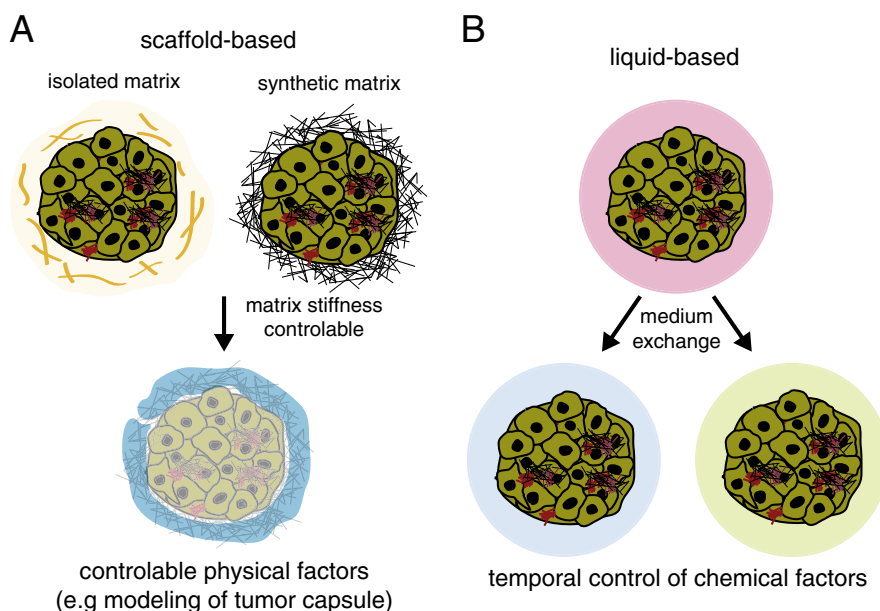 A
scaffold-based
isolated matrix
synthetic matrix
matrix stiffness
controlable
controlable physical factors
(e.g modeling of tumor capsule)
B
liquid-based
medium
exchange
temporal control of chemical factors